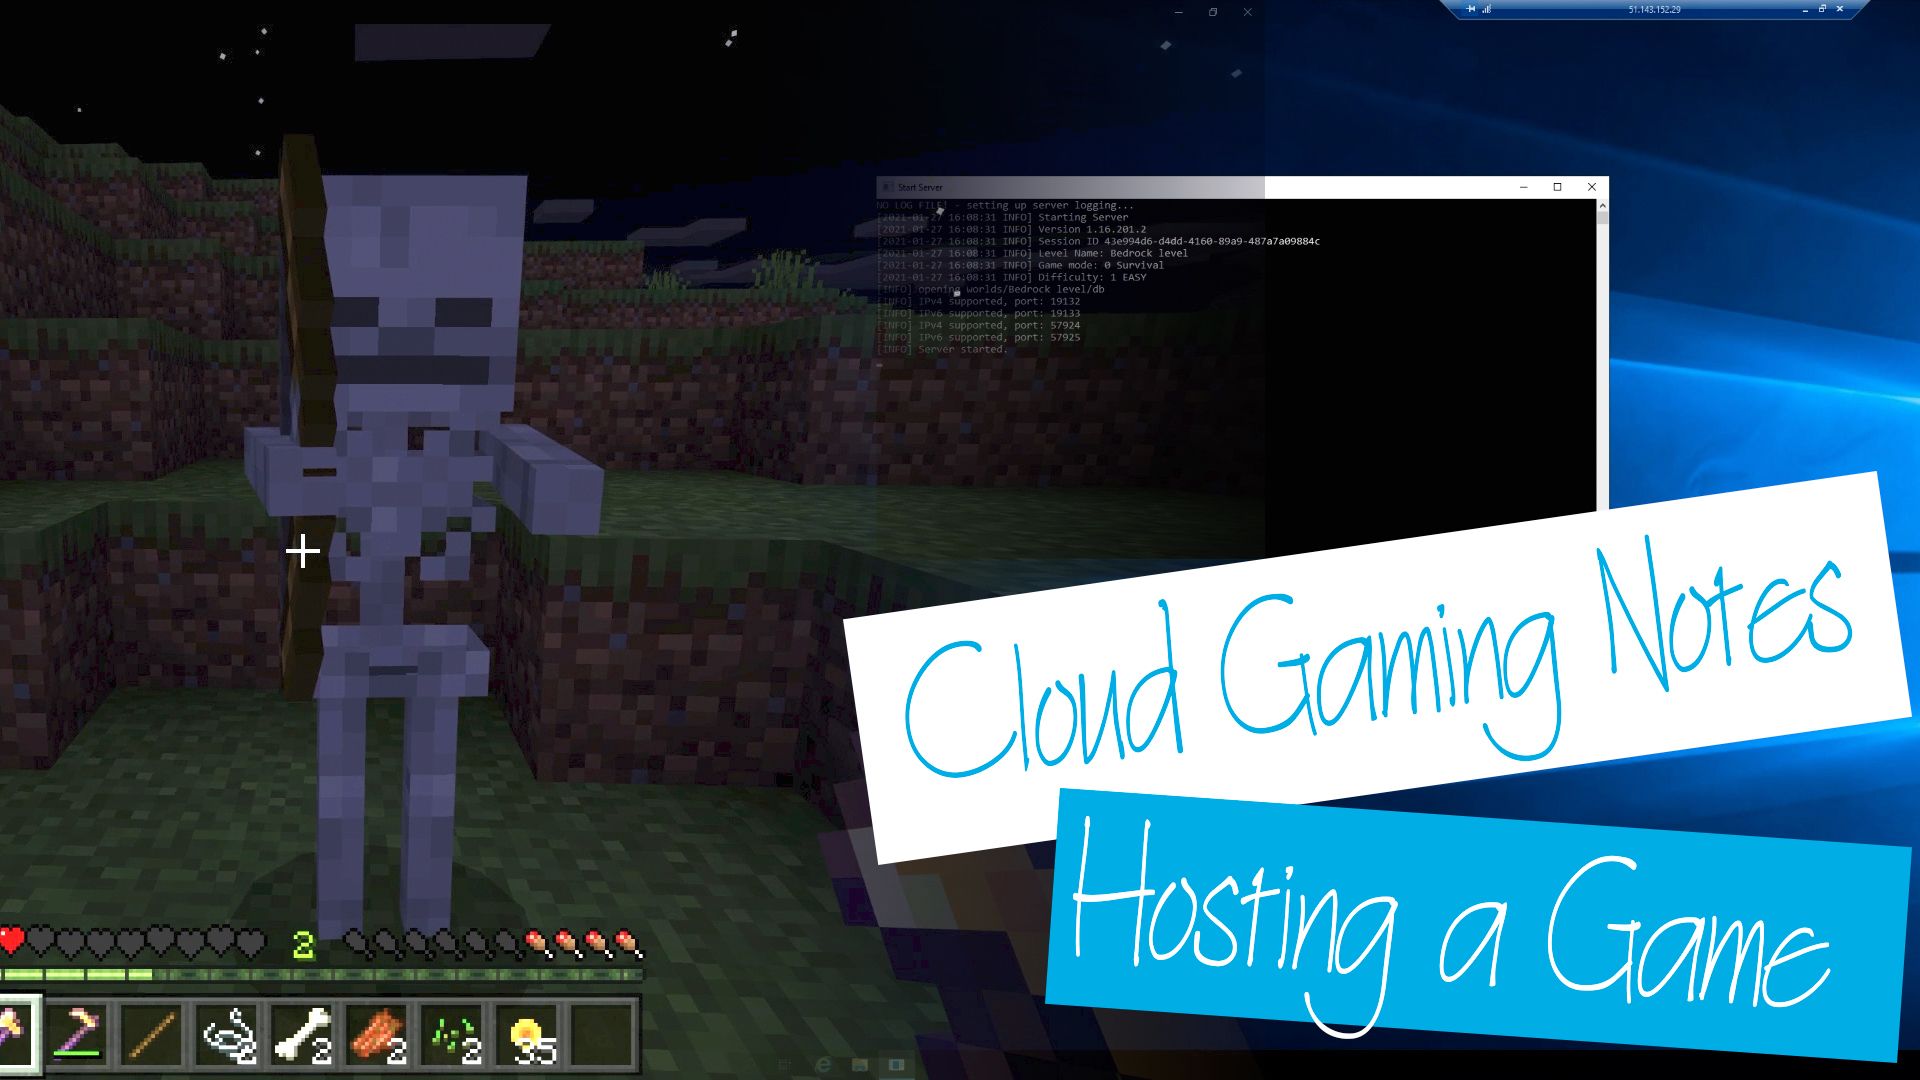 51.143.152.29
Start Server
NO LOG FILE! - setting up server logging...
[2021-01-27 16:08:31 INFO] Starting Server
[2021-01-27 16:08:31 INFO] Version 1.16.201.2
[2021-01-27 16:08:31 INFO] Session ID 43e994d6-d4dd-4160-89a9-487a7a09884c
[2021-01-27 16:08:31 INFO] Level Name: Bedrock level
[2021-01-27 16:08:31 INFO] Game mode: 0 Survival
[2021-01-27 16:08:31 INFO] Difficulty: 1 EASY
[INFO] opening worlds/Bedrock level/db
[INFO] IPv4 supported, port: 19132
[INFO] IPv6 supported, port: 19133
[INFO] IPv4 supported, port: 57924
[INFO] IPv6 supported, port: 57925
[INFO] Server started.
Cloud Gaming Notes
Hosting a Game
2
2 2 2 2 35